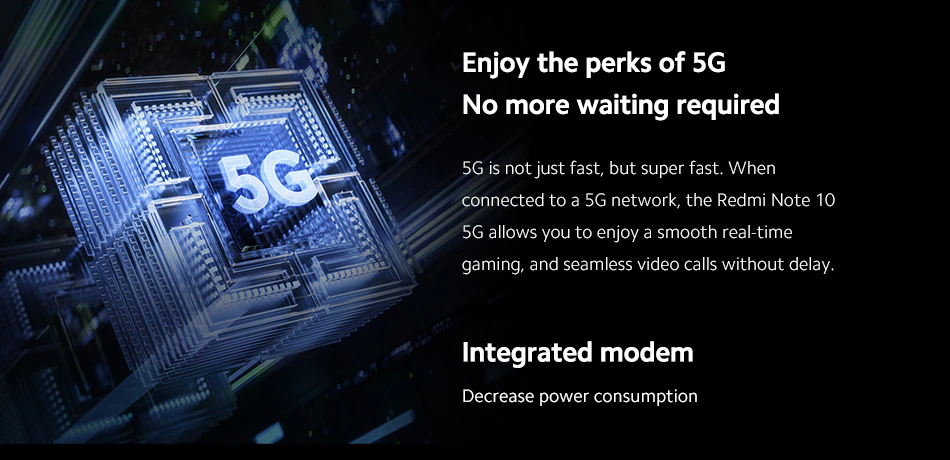 5G
Enjoy the perks of 5G
No more waiting required
5G is not just fast, but super fast. When
connected to a 5G network, the Redmi Note 10
5G allows you to enjoy a smooth real-time
gaming, and seamless video calls without delay.
Integrated modem
Decrease power consumption